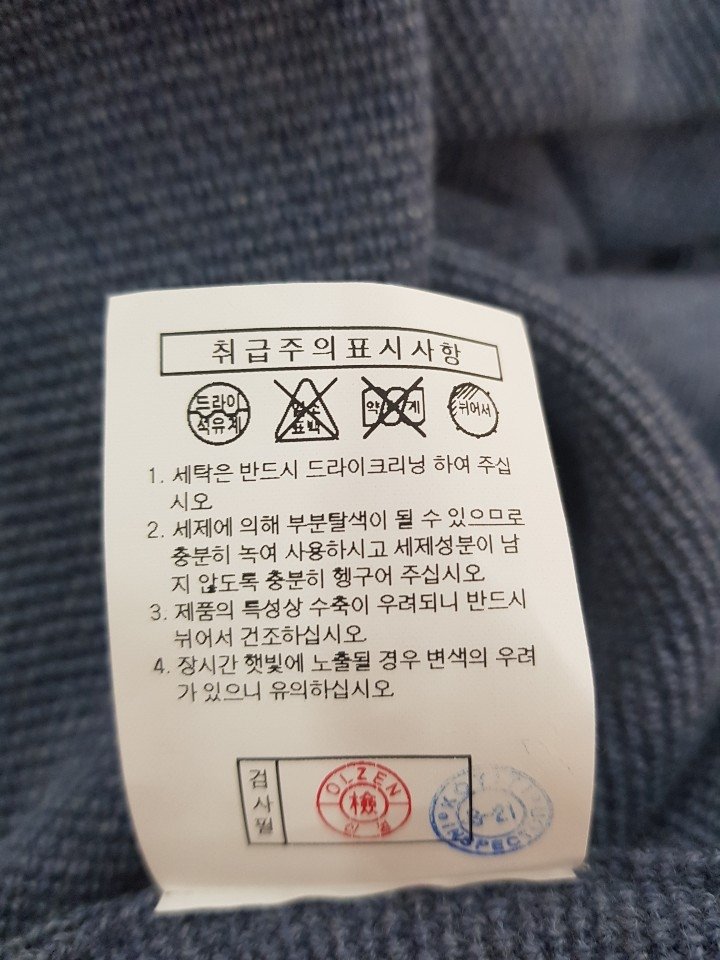 취급주의표시사항
드라이
석유계
염소
표백
약하게
뉘어서
1. 세탁은 반드시 드라이크리닝 하여 주십
시오.
2. 세제에 의해 부분탈색이 될 수 있으므로
충분히 녹여 사용하시고 세제성분이 남
지 않도록 충분히 헹구어 주십시오.
3. 제품의 특성상 수축이 우려되니 반드시
뉘어서 건조하십시오.
4. 장시간 햇빛에 노출될 경우 변색의 우려
가 있으니 유의하십시오.
검사필
OLZEN
檢
INSPECT